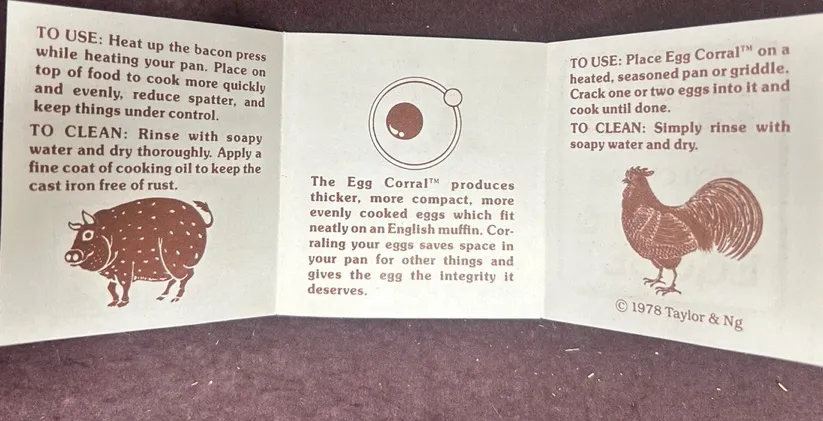 TO USE: Heat up the bacon press
while heating your pan. Place on
top of food to cook more quickly
and evenly, reduce spatter, and
keep things under control.
TO CLEAN: Rinse with soapy
water and dry thoroughly. Apply a
fine coat of cooking oil to keep the
cast iron free of rust.
The Egg Corral™ produces
thicker, more compact, more
evenly cooked eggs which fit
neatly on an English muffin. Cor-
raling your eggs saves space in
your pan for other things and
gives the egg the integrity it
deserves.
TO USE: Place Egg Corral™ on a
heated, seasoned pan or griddle.
Crack one or two eggs into it and
cook until done.
TO CLEAN: Simply rinse with
soapy water and dry.
© 1978 Taylor & Ng